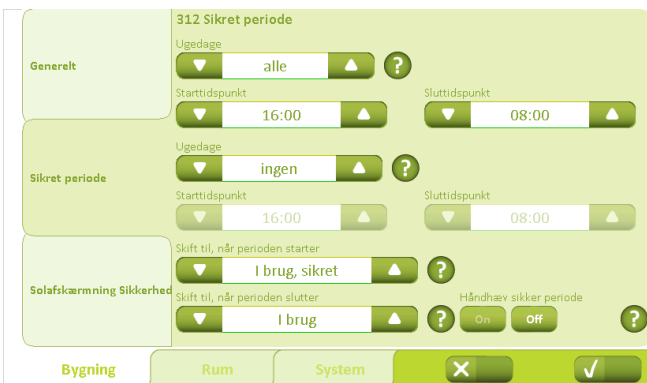 312 Sikret periode
Generelt
Ugedage
alle
?
Starttidspunkt
Sluttidspunkt
16:00
08:00
Sikret periode
Ugedage
ingen
?
Starttidspunkt
Sluttidspunkt
16:00
08:00
Solafskærmning Sikkerhed
Skift til, når perioden starter
I brug, sikret
?
Skift til, når perioden slutter
Håndhæv sikker periode
I brug
?
On
Off
?
Bygning
Rum
System